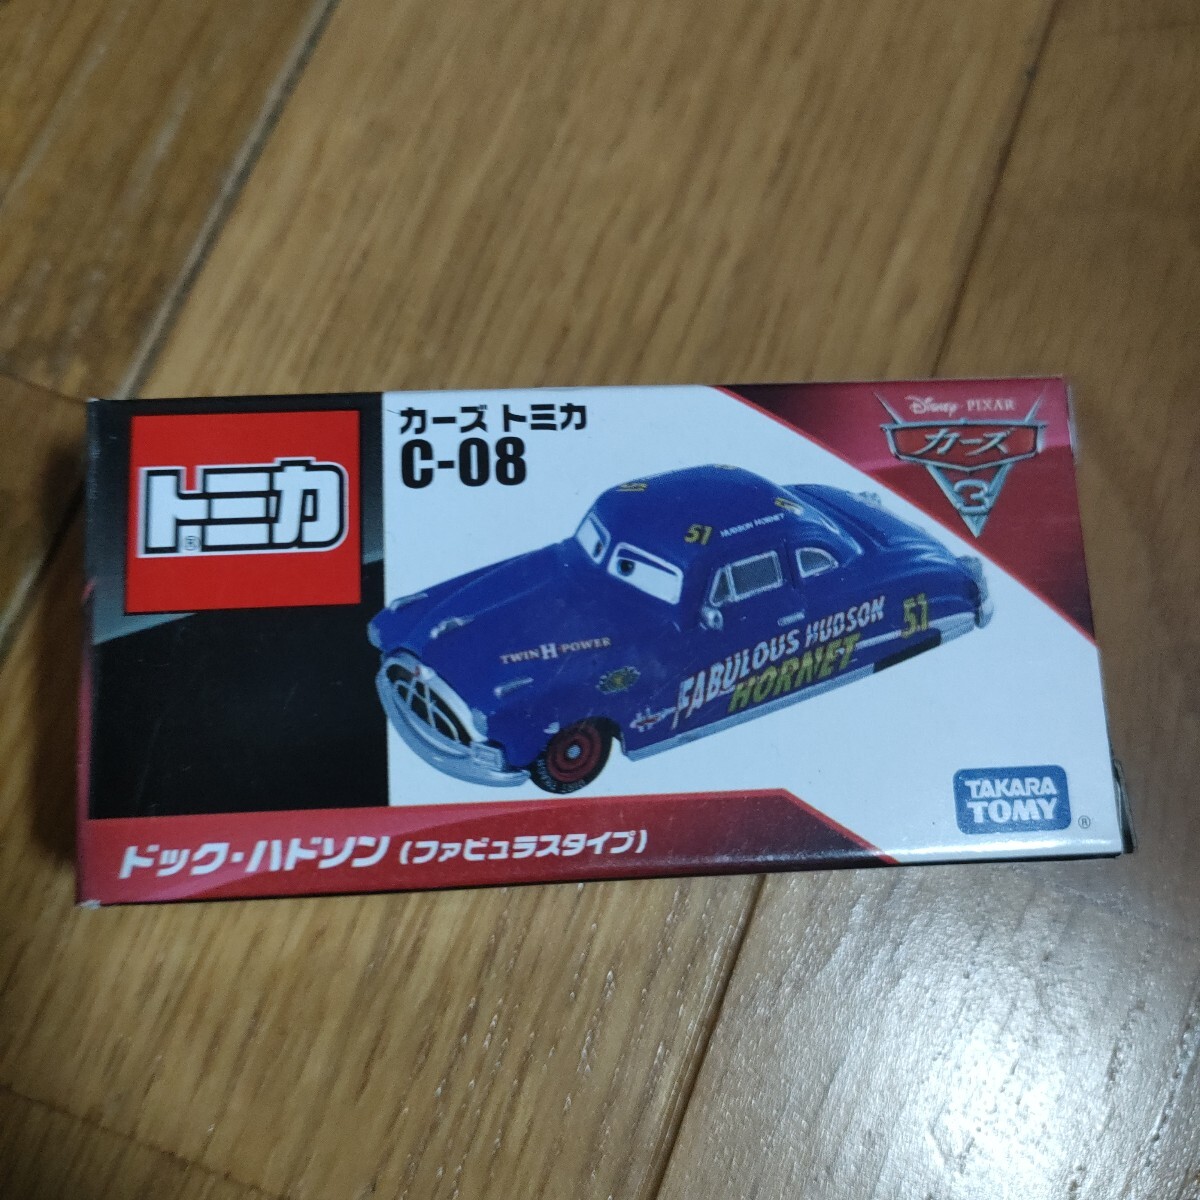 トミカ
®
カーズ トミカ
C-08
Disney · PIXAR
カーズ
3
51
HUDSON HORNET
TWIN H·POWER
FABULOUS HUDSON
HORNET
51
TAKARA
TOMY
®
ドック・ハドソン (ファビュラスタイプ)